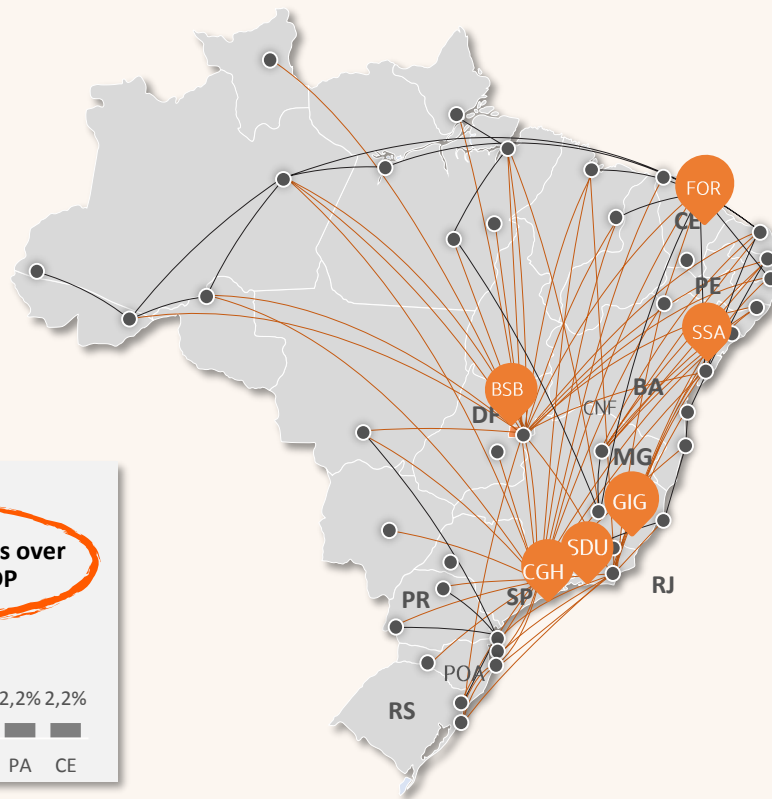 FOR
CE
PE
SSA
BSB
BA
DF
CNF
MG
GIG
SDU
CGH
SP
RJ
PR
POA
RS
s over
2,2% 2,2%
PA CE